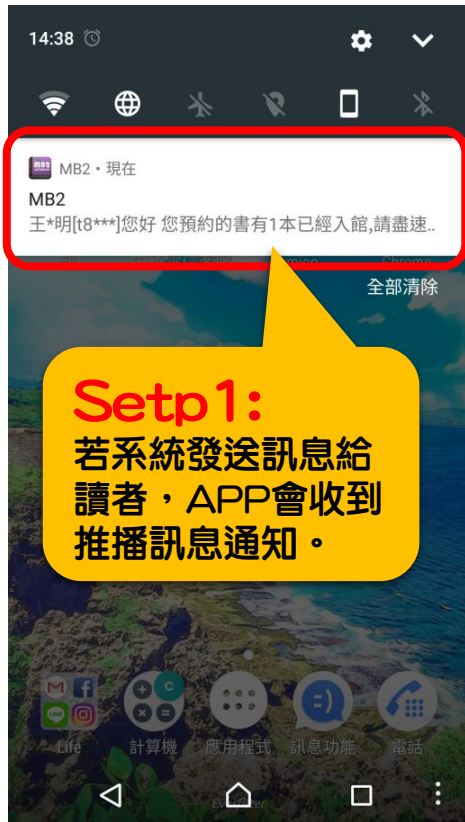 14:38
MB2・現在
MB2
王*明[t8***]您好 您預約的書有1本已經入館,請盡速..
全部清除
Setp1:
若系統發送訊息給
讀者，APP會收到
推播訊息通知。
Life 計算機 應用程式 訊息功能 電話